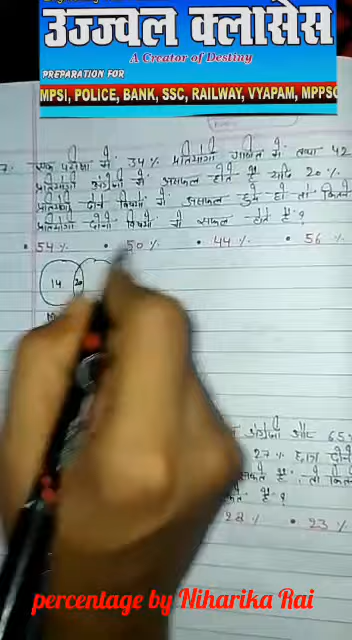 उज्ज्वल क्लासेस
A Creator of Destiny
PREPARATION FOR
MPSI, POLICE, BANK, SSC, RAILWAY, VYAPAM, MPPSC
7. एक परीक्षा में 34% प्रतियोगी गणित में तथा 42
प्रतियोगी अंग्रेजी में असफल होते है यदि 20%
प्रतियोगी दोनो विषयो में असफल हुये हो तो कितने
प्रतियोगी दोनो विषयो में सफल होते हैं?
• 54% • 50% • 44% • 56%
14 20
अंग्रेजी और 65
27% छात्र दोनो
है तो
है?
• 23%
percentage by Niharika Rai